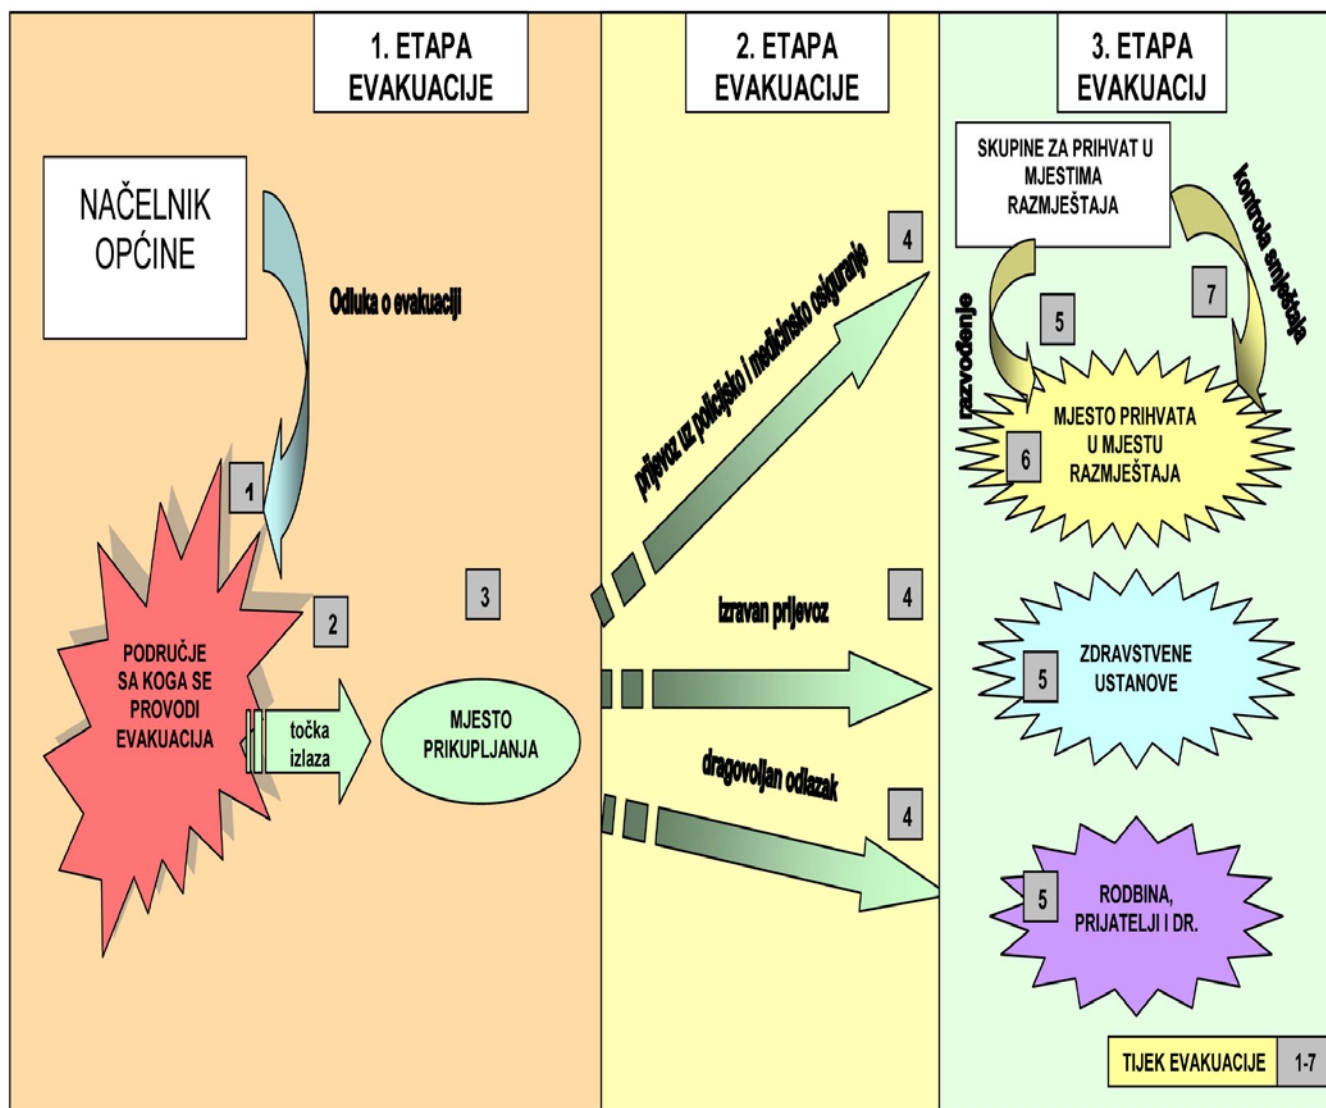 1. ETAPA
EVAKUACIJE
2. ETAPA
EVAKUACIJE
3. ETAPA
EVAKUACIJ
NAČELNIK
OPĆINE
Odluka o evakuaciji
1
2
3
PODRUČJE
SA KOGA SE
PROVODI
EVAKUACIJA
točka
izlaza
MJESTO
PRIKUPLJANJA
prijevoz uz policijsko i medicinsko osiguranje
4
Izravan prijevoz
4
dragovoljan odlazak
4
SKUPINE ZA PRIHVAT U
MJESTIMA
RAZMJEŠTAJA
razvođenje
5
7
kontrola smještaja
6
MJESTO PRIHVATA
U MJESTU
RAZMJEŠTAJA
5
ZDRAVSTVENE
USTANOVE
5
RODBINA,
PRIJATELJI I DR.
TIJEK EVAKUACIJE 1-7